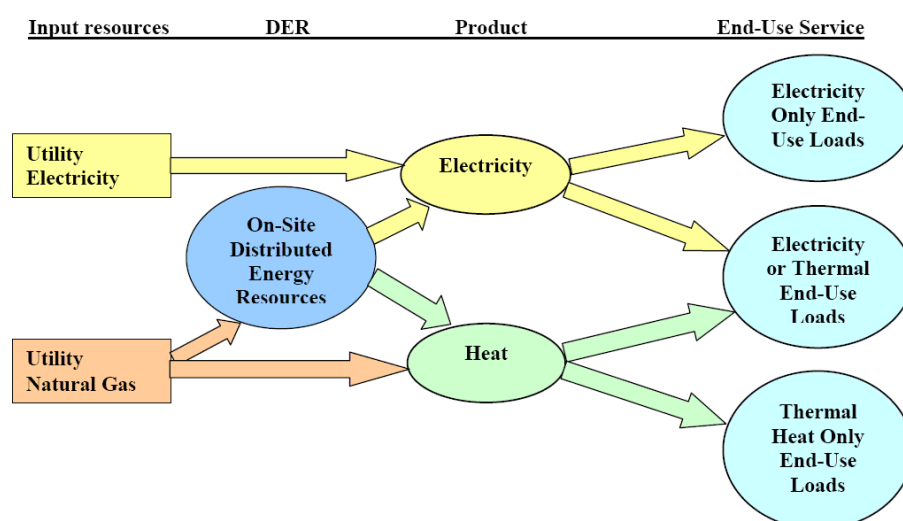 Input resources DER Product End-Use Service
Electricity
Only End-
Use Loads
Utility
Electricity
Electricity
On-Site
Distributed
Energy
Resources
Electricity
or Thermal
End-Use
Loads
Utility
Natural Gas
Heat
Thermal
Heat Only
End-Use
Loads